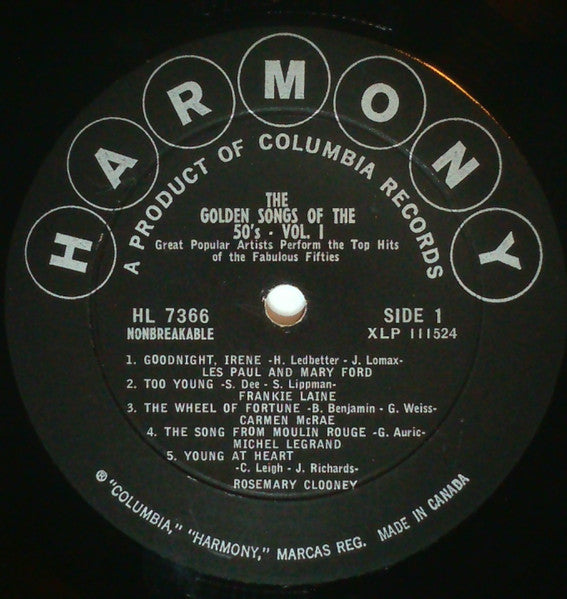 HARMONY
A PRODUCT OF COLUMBIA RECORDS
THE
GOLDEN SONGS OF THE
50's - VOL. I
Great Popular Artists Perform the Top Hits
of the Fabulous Fifties
HL 7366
NONBREAKABLE
SIDE 1
XLP 111524
1. GOODNIGHT, IRENE -H. Ledbetter - J. Lomax-
LES PAUL AND MARY FORD
2. TOO YOUNG -S. Dee - S. Lippman-
FRANKIE LAINE
3. THE WHEEL OF FORTUNE -B. Benjamin - G. Weiss-
CARMEN McRAE
4. THE SONG FROM MOULIN ROUGE -G. Auric-
MICHEL LEGRAND
5. YOUNG AT HEART
-C. Leigh - J. Richards-
ROSEMARY CLOONEY
® "COLUMBIA," "HARMONY," MARCAS REG. MADE IN CANADA